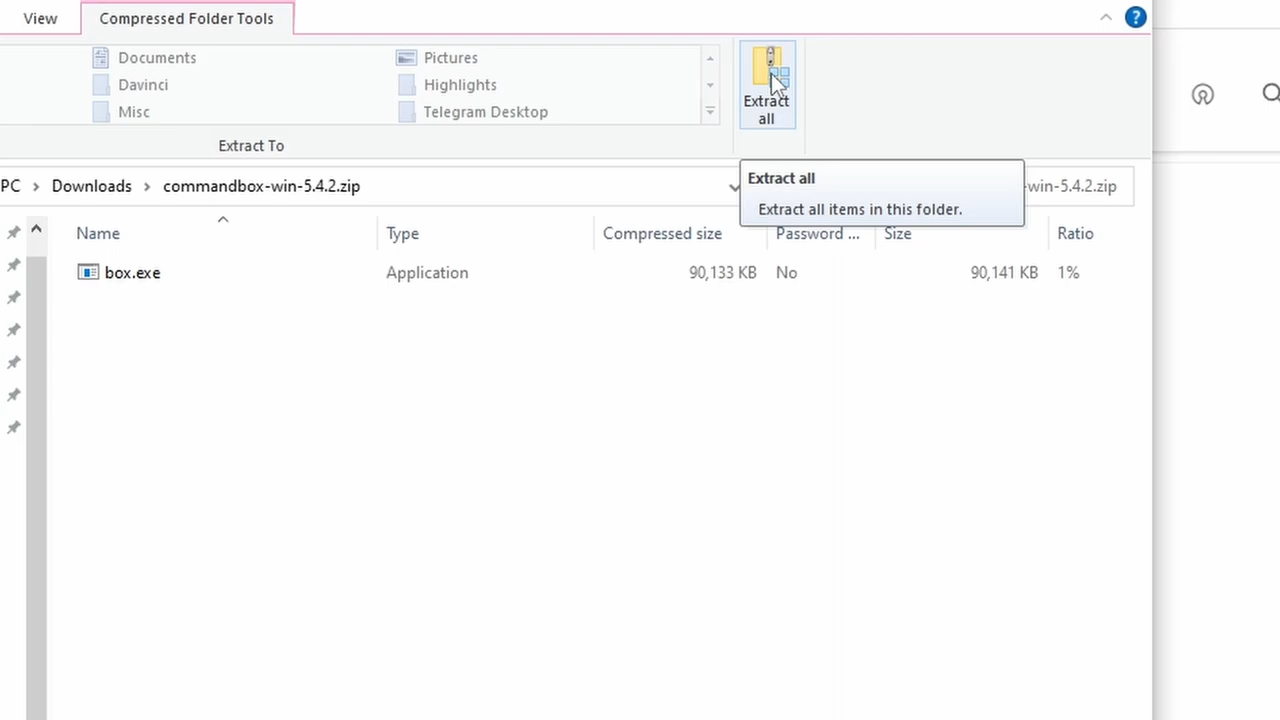 View
Compressed Folder Tools
?
Documents
Pictures
Davinci
Highlights
Misc
Telegram Desktop
Extract all
Extract To
PC > Downloads > commandbox-win-5.4.2.zip
-win-5.4.2.zip
Extract all
Extract all items in this folder.
Name Type Compressed size Password ... Size Ratio
box.exe Application 90,133 KB No 90,141 KB 1%